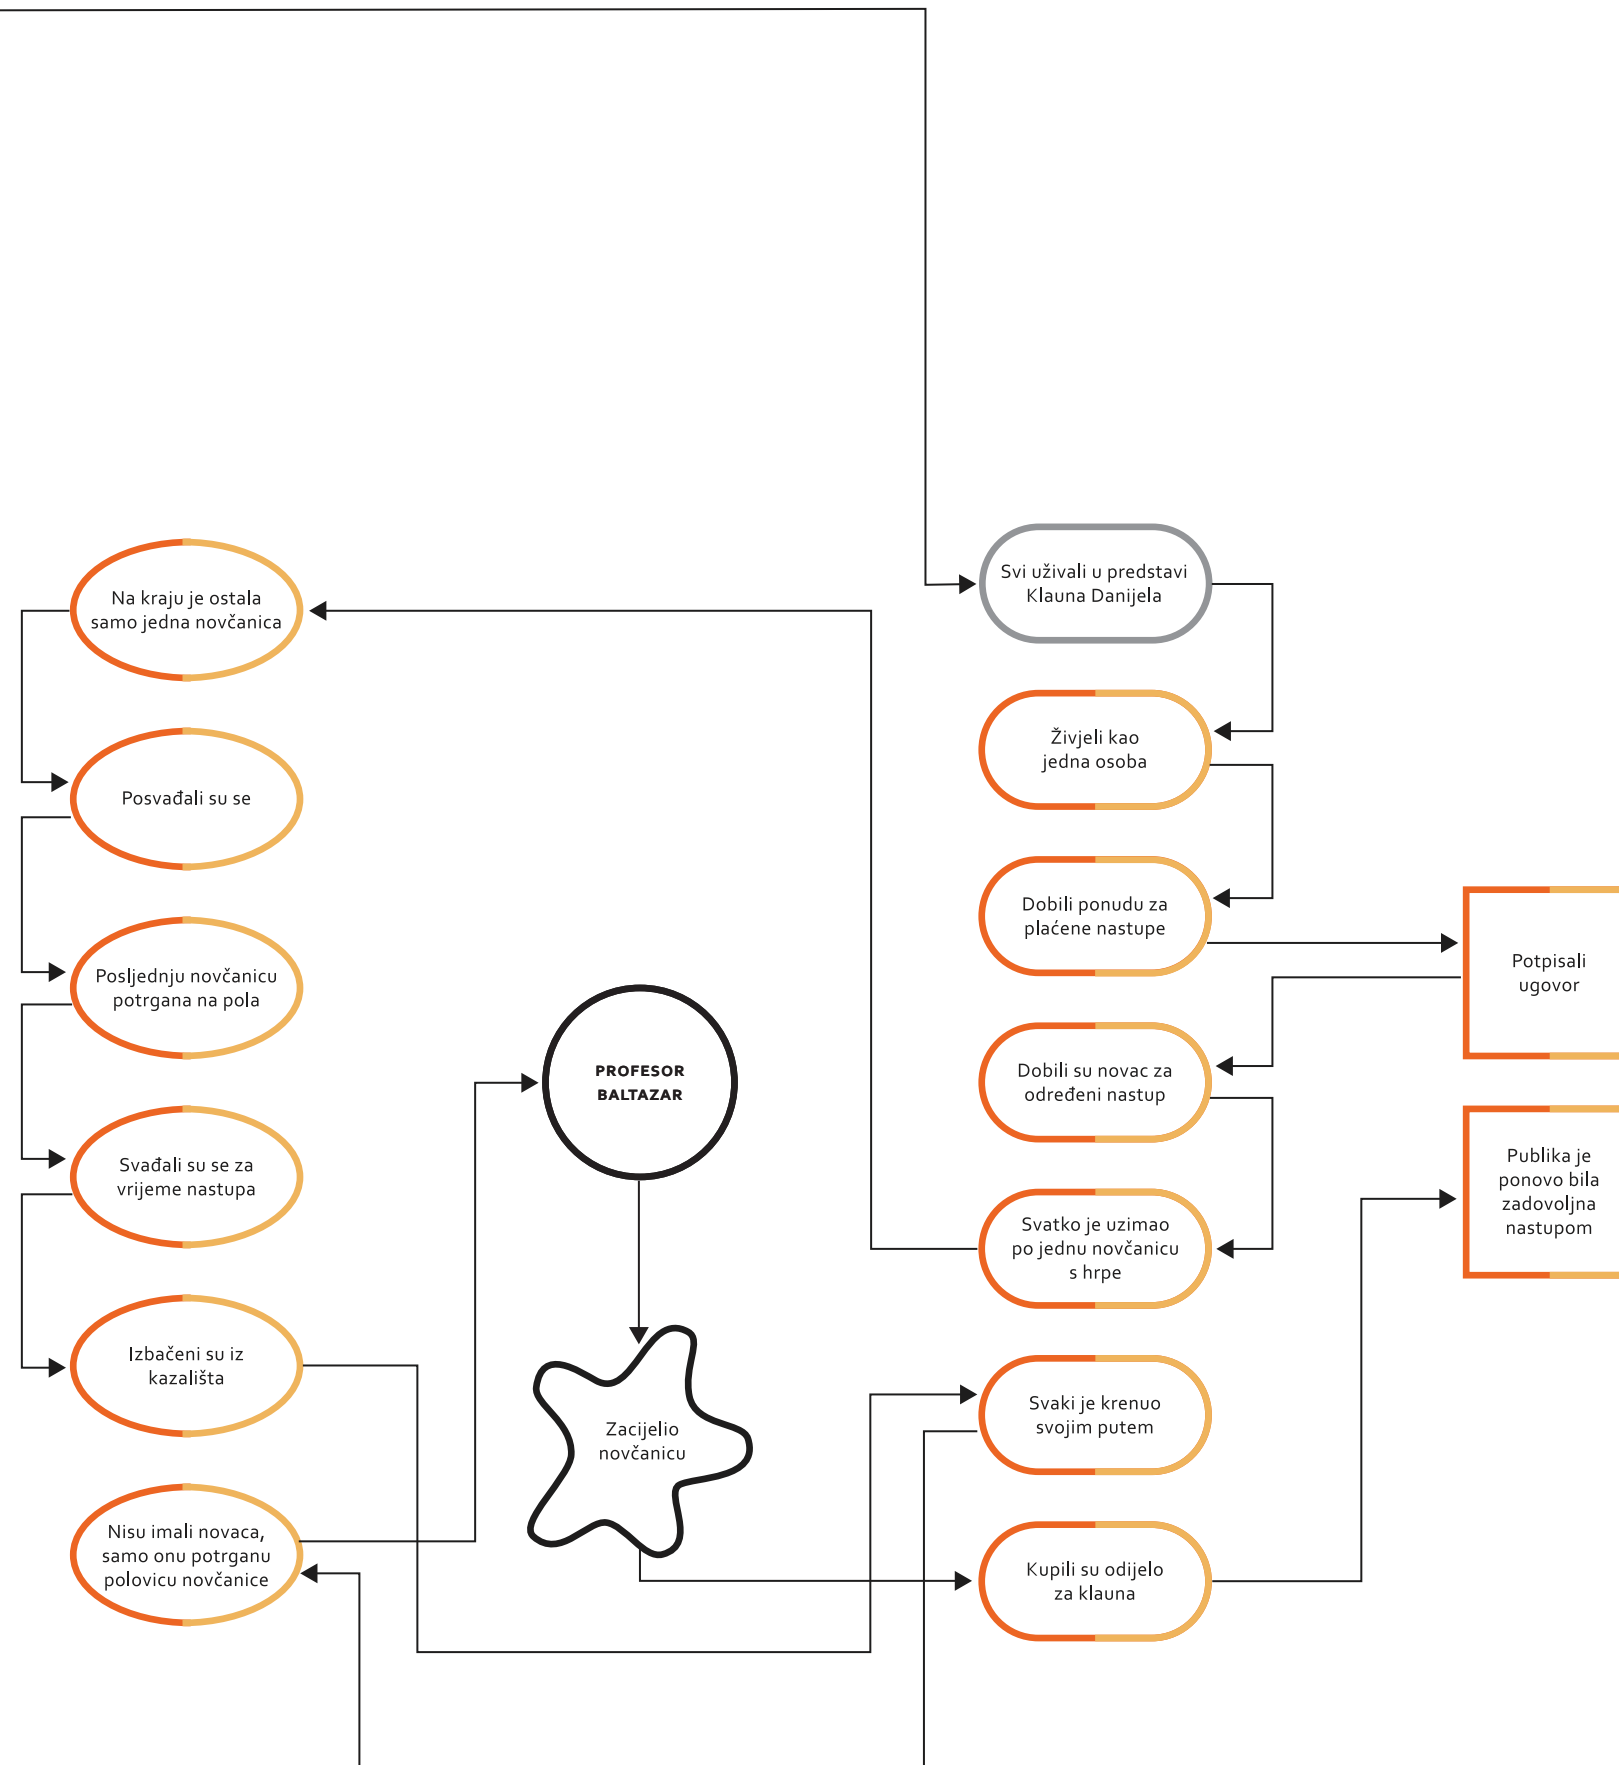 Na kraju je ostala
samo jedna novčanica
Posvađali su se
Posljednju novčanicu
potrgana na pola
Svađali su se za
vrijeme nastupa
Izbačeni su iz
kazališta
Nisu imali novaca,
samo onu potrganu
polovicu novčanice
PROFESOR
BALTAZAR
Zacijelio
novčanicu
Svi uživali u predstavi
Klauna Danijela
Živjeli kao
jedna osoba
Dobili ponudu za
plaćene nastupe
Dobili su novac za
određeni nastup
Svatko je uzimao
po jednu novčanicu
s hrpe
Svaki je krenuo
svojim putem
Kupili su odijelo
za klauna
Potpisali
ugovor
Publika je
ponovo bila
zadovoljna
nastupom